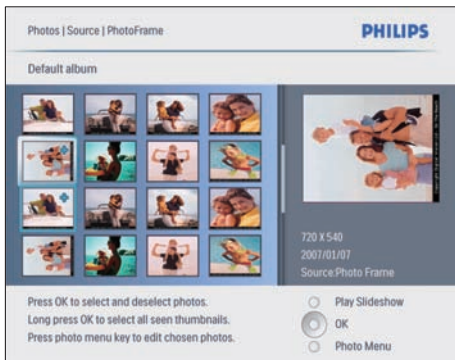 Photos | Source | PhotoFrame
PHILIPS
Default album
720 X 540
2007/01/07
Source:Photo Frame
Press OK to select and deselect photos.
Long press OK to select all seen thumbnails.
Press photo menu key to edit chosen photos.
Play Slideshow
OK
Photo Menu